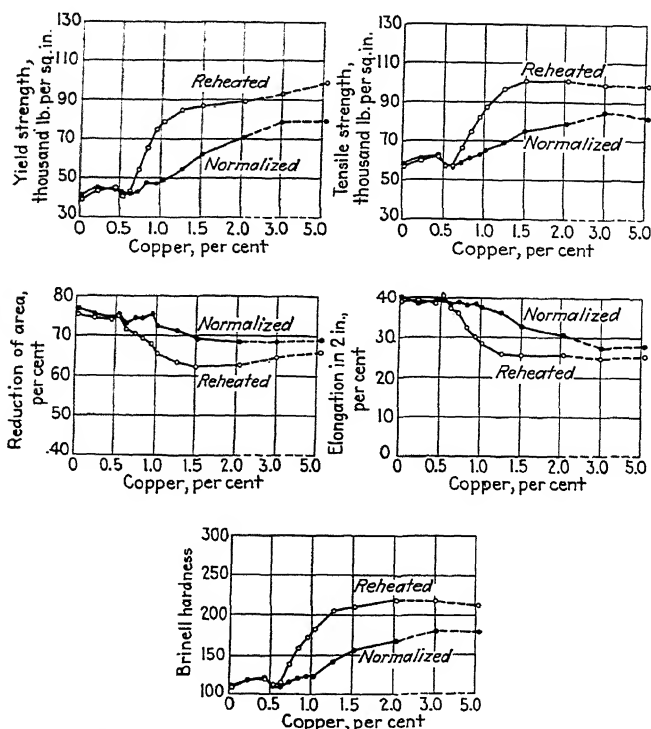 Yield strength,
thousand lb. per sq. in.
130
110
90
70
50
30
Reheated
Normalized
0 0.5 1.0 1.5 2.0 3.0 5.0
Copper, per cent
Tensile strength,
thousand lb. per sq. in.
130
110
90
70
50
30
Reheated
Normalized
0 0.5 1.0 1.5 2.0 3.0 5.0
Copper, per cent
Reduction of area,
per cent
80
70
60
50
.40
Normalized
Reheated
0 0.5 1.0 1.5 2.0 3.0 5.0
Copper, per cent
Elongation in 2 in.,
per cent
40
30
20
10
0
Normalized
Reheated
0 0.5 1.0 1.5 2.0 3.0 5.0
Copper, per cent
Brinell hardness
300
250
200
150
100
Reheated
Normalized
0 0.5 1.0 1.5 2.0 3.0 5.0
Copper, per cent